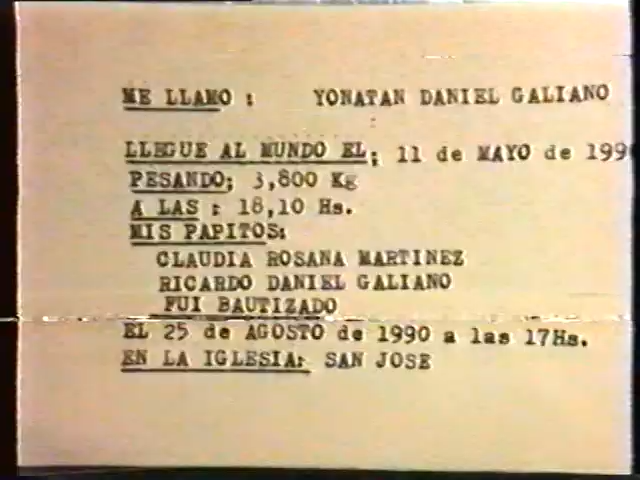 ME LLAMO : YONATAN DANIEL GALIANO
LLEGUE AL MUNDO EL; 11 de MAYO de 199
PESANDO; 3,800 Kg
A LAS : 18,10 Hs.
MIS PAPITOS:
CLAUDIA ROSANA MARTINEZ
RICARDO DANIEL GALIANO
FUI BAUTIZADO
EL 25 de AGOSTO de 1990 a las 17Hs.
EN LA IGLESIA: SAN JOSE